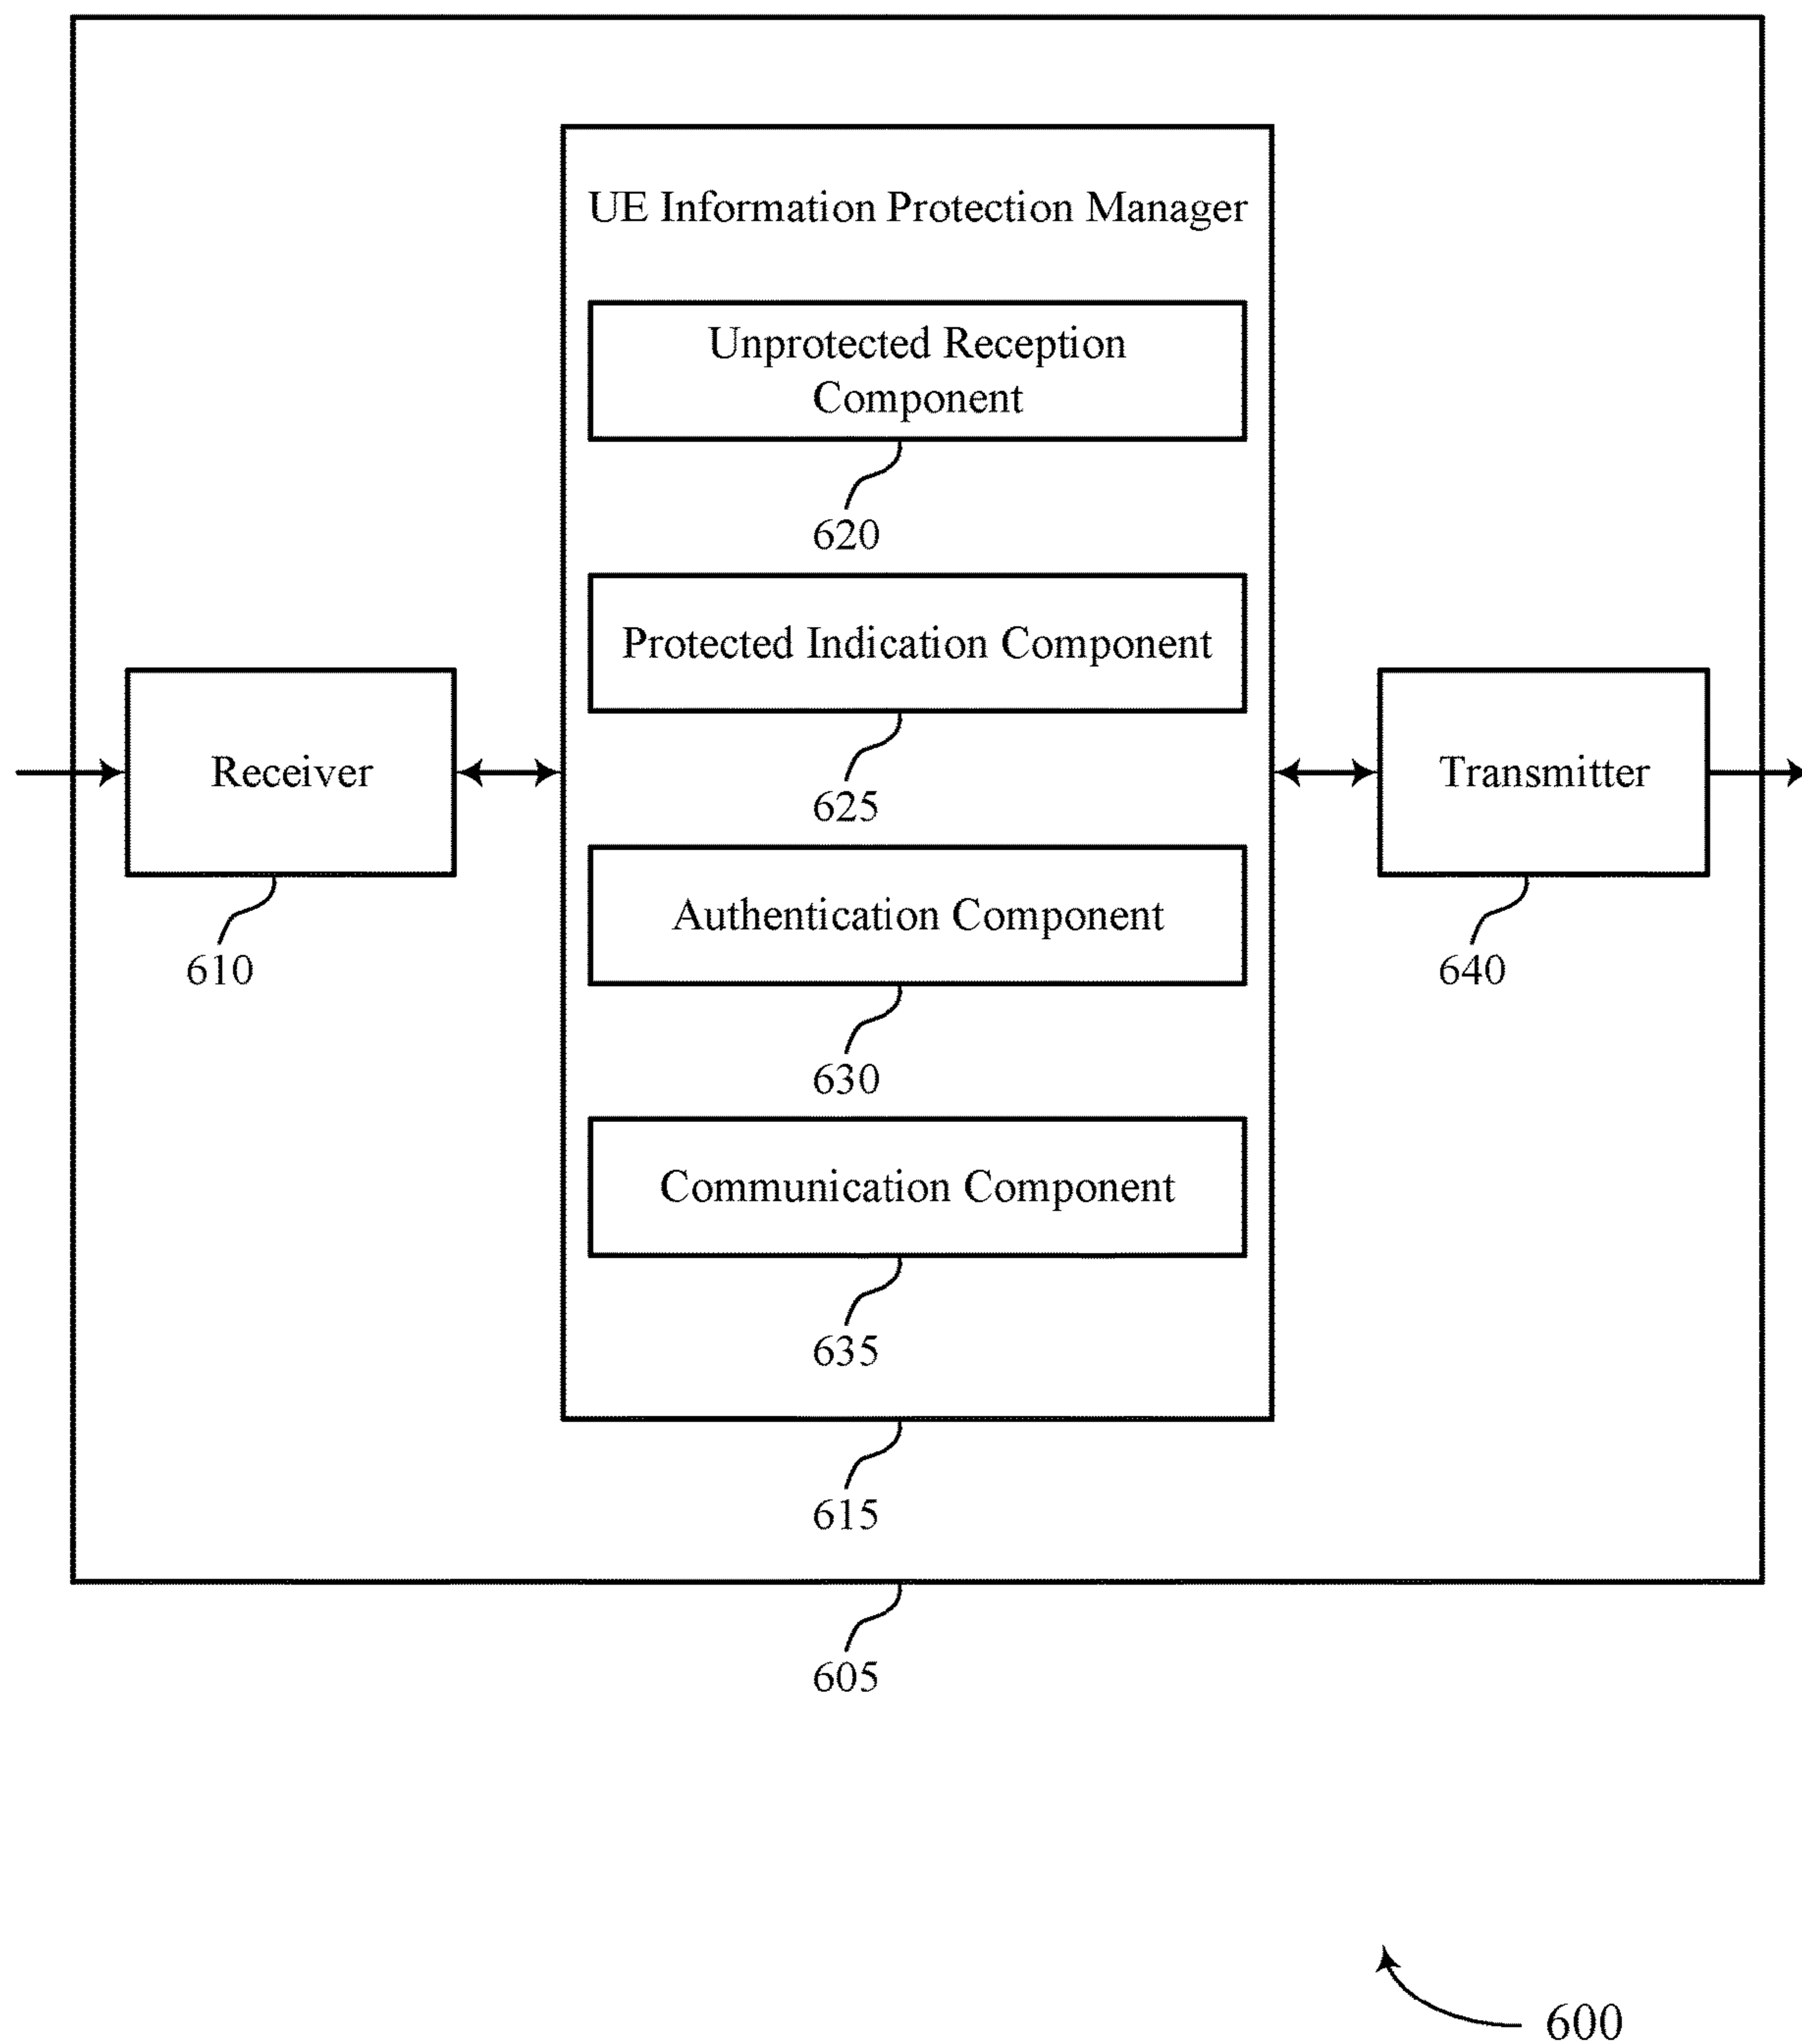 UE Information Protection Manager
Unprotected Reception
Component
620
Protected Indication Component
625
Receiver
610
Transmitter
640
Authentication Component
630
Communication Component
635
615
605
600